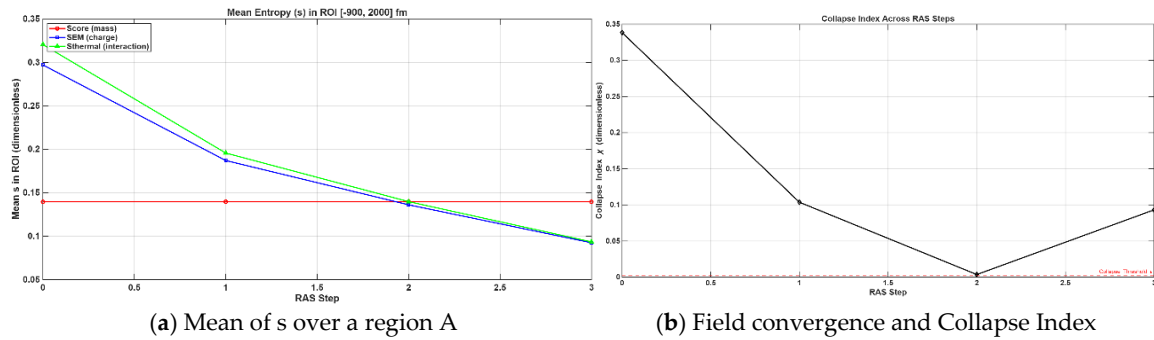 Mean Entropy (s) in ROI [-900, 2000] fm
Score (mass)
SEM (charge)
Sthermal (interaction)
Mean s in ROI (dimensionless)
0.35
0.3
0.25
0.2
0.15
0.1
0.05
0
0.5
1
1.5
2
2.5
3
RAS Step
(a) Mean of s over a region A
Collapse Index Across RAS Steps
Collapse Index χ (dimensionless)
0.35
0.3
0.25
0.2
0.15
0.1
0.05
0
Collapse Threshold
0
0.5
1
1.5
2
2.5
RAS Step
(b) Field convergence and Collapse Index